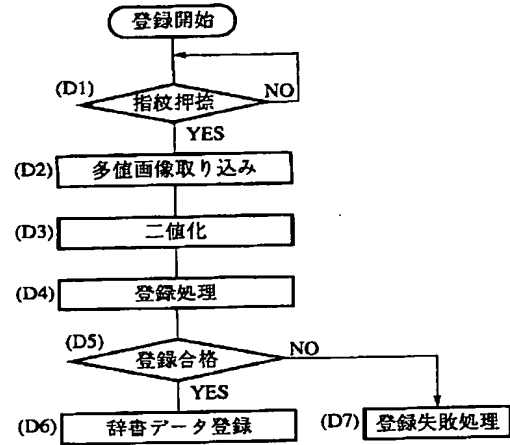 登録開始
(D1) 指紋押捺 NO
YES
(D2) 多値画像取り込み
(D3) 二値化
(D4) 登録処理
(D5) 登録合格 NO
YES
(D6) 辞書データ登録 (D7) 登録失敗処理